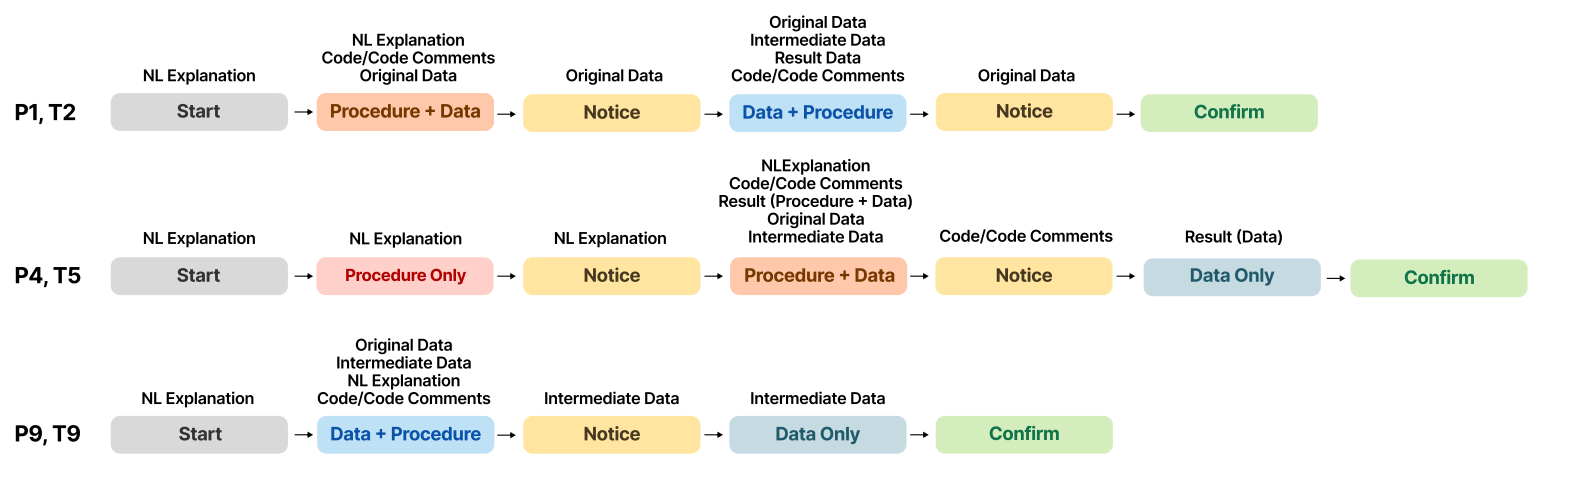 Original Data
NL Explanation
Intermediate Data
Code/Code Comments
Result Data
NL Explanation
Original Data
Original Data
Code/Code Comments
Original Data
P1, T2
Start
Procedure + Data
Notice
Data + Procedure
Notice
Confirm
NLExplanation
Code/Code Comments
Result (Procedure + Data)
Original Data
NL Explanation
NL Explanation
NL Explanation
Intermediate Data
Code/Code Comments
Result (Data)
P4, T5
Start
Procedure Only
Notice
Procedure + Data
Notice
Data Only
Confirm
Original Data
Intermediate Data
NL Explanation
NL Explanation
Code/Code Comments
Intermediate Data
Intermediate Data
P9, T9
Start
Data + Procedure
Notice
Data Only
Confirm